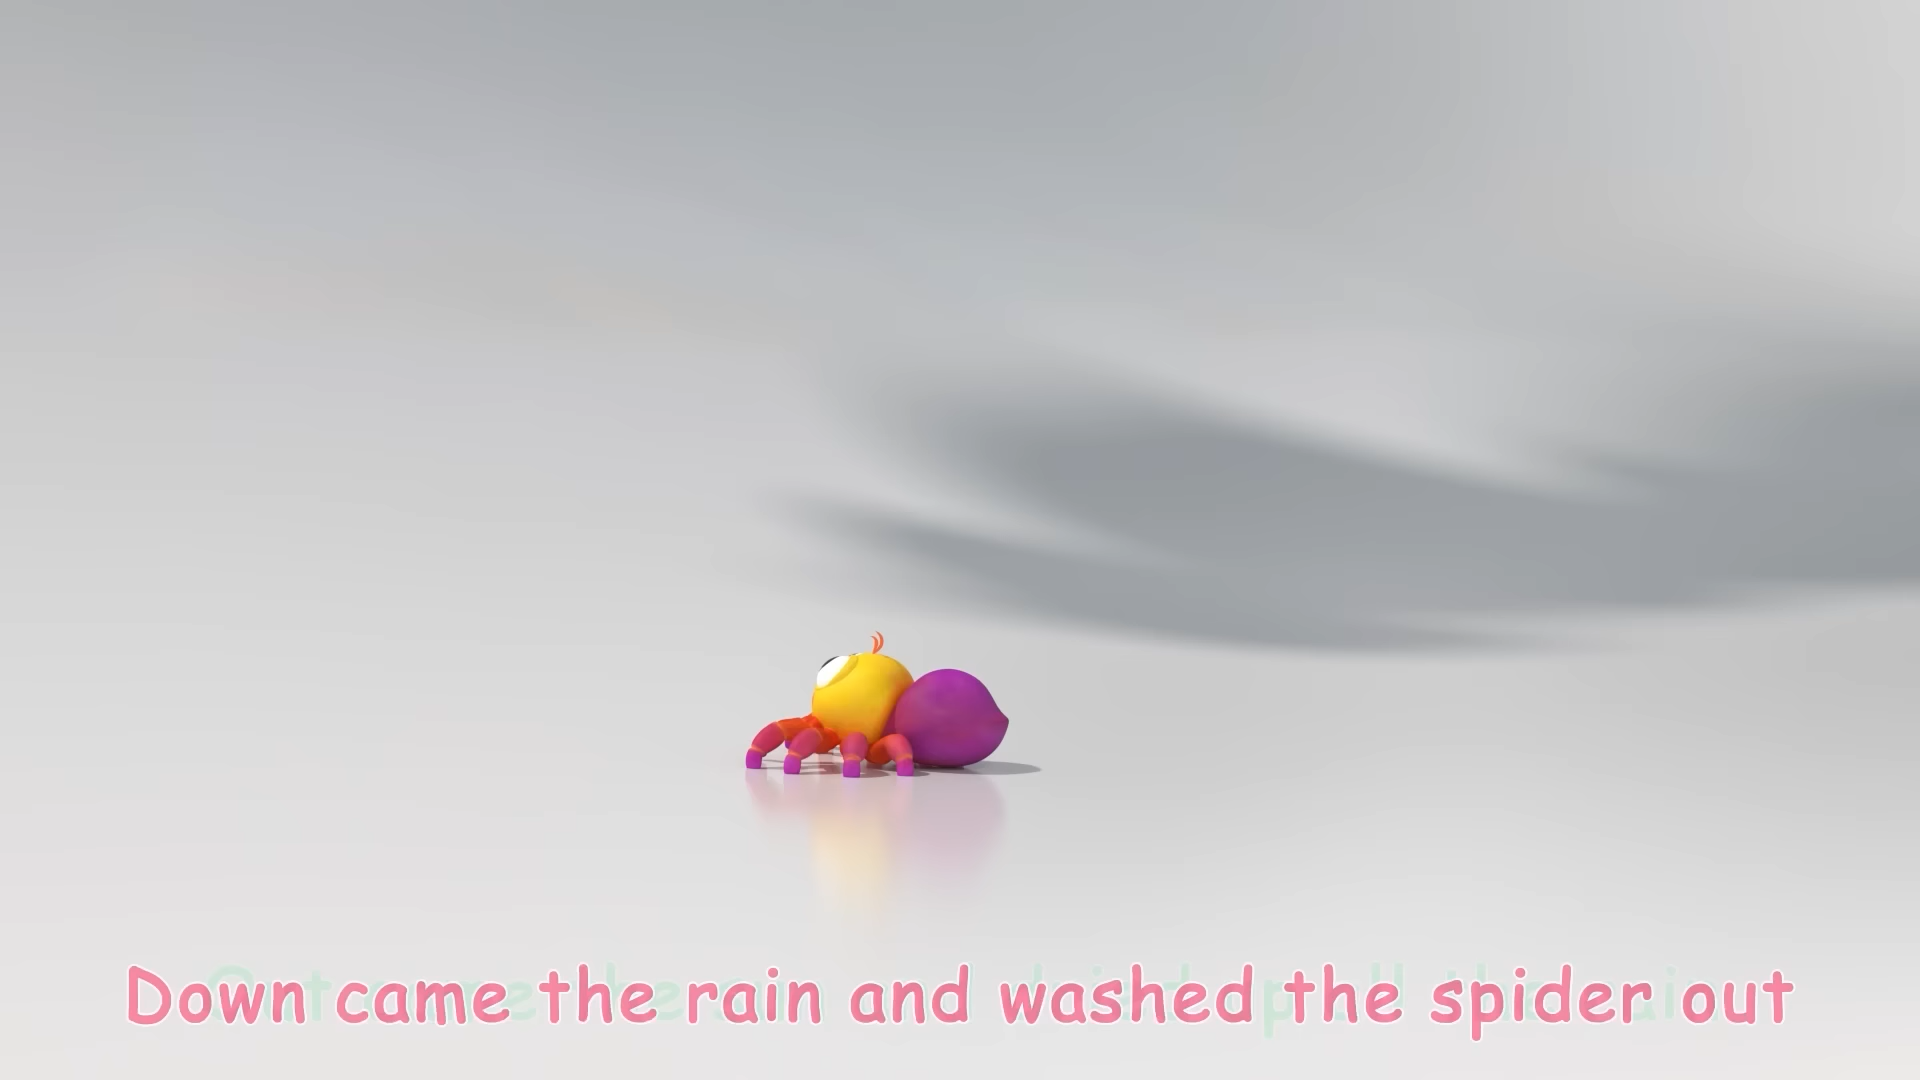 Down came the rain and washed the spider out